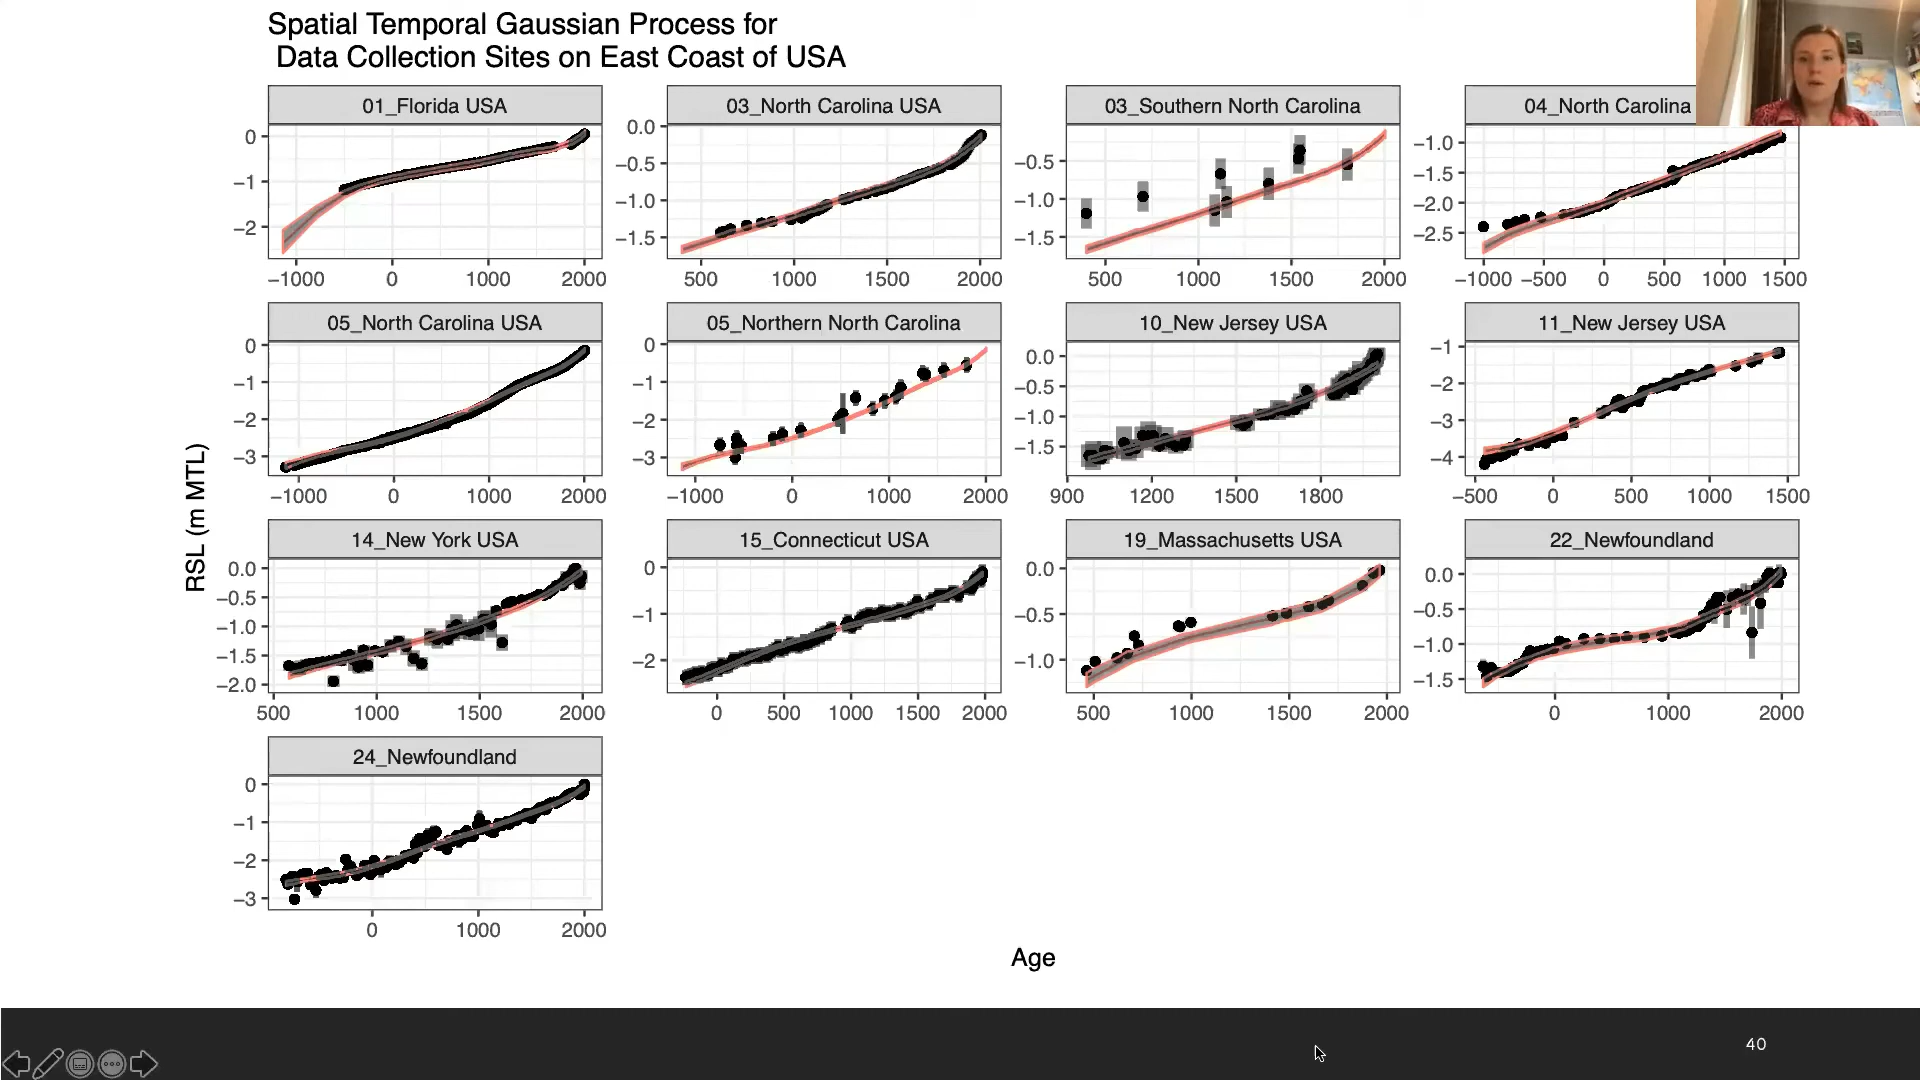 Spatial Temporal Gaussian Process for
Data Collection Sites on East Coast of USA
01_Florida USA
03_North Carolina USA
03_Southern North Carolina
04_North Carolina
0
−1
−2
0.0
−0.5
−1.0
−1.5
−0.5
−1.0
−1.5
−1.0
−1.5
−2.0
−2.5
−1000 0 1000 2000
500 1000 1500 2000
500 1000 1500 2000
−1000 −500 0 500 1000 1500
05_North Carolina USA
05_Northern North Carolina
10_New Jersey USA
11_New Jersey USA
0
−1
−2
−3
0
−1
−2
−3
0.0
−0.5
−1.0
−1.5
−1
−2
−3
−4
−1000 0 1000 2000
−1000 0 1000 2000
900 1200 1500 1800
−500 0 500 1000 1500
RSL (m MTL)
14_New York USA
15_Connecticut USA
19_Massachusetts USA
22_Newfoundland
0.0
−0.5
−1.0
−1.5
−2.0
0
−1
−2
0.0
−0.5
−1.0
0.0
−0.5
−1.0
−1.5
500 1000 1500 2000
0 500 1000 1500 2000
500 1000 1500 2000
0 1000 2000
24_Newfoundland
0
−1
−2
−3
0 1000 2000
Age
40